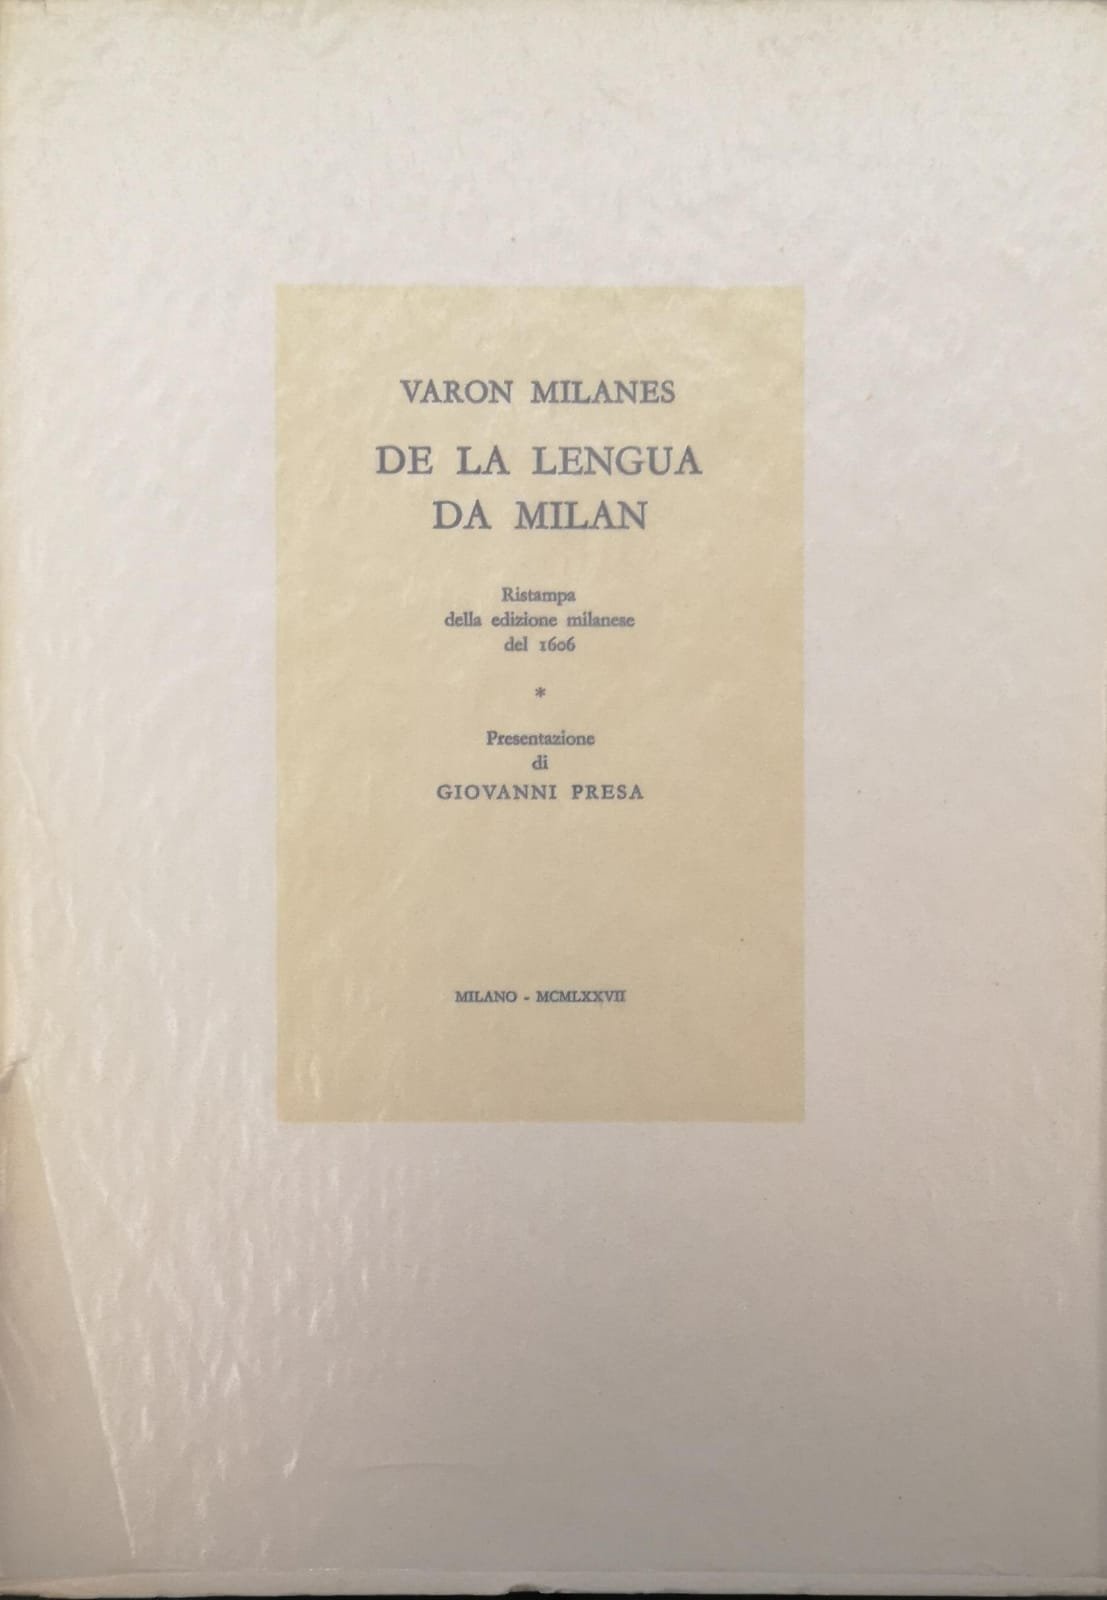 VARON MILANES
DE LA LENGUA
DA MILAN
Ristampa
della edizione milanese
del 1606
*
Presentazione
di
GIOVANNI PRESA
MILANO - MCMLXXVII